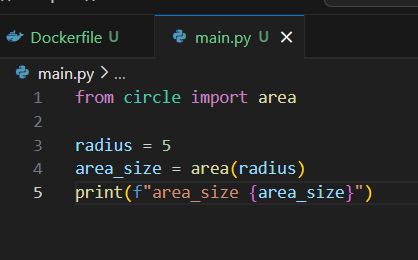 Dockerfile U main.py U
main.py > ...
1 from circle import area
2
3 radius = 5
4 area_size = area(radius)
5 print(f"area_size {area_size}")